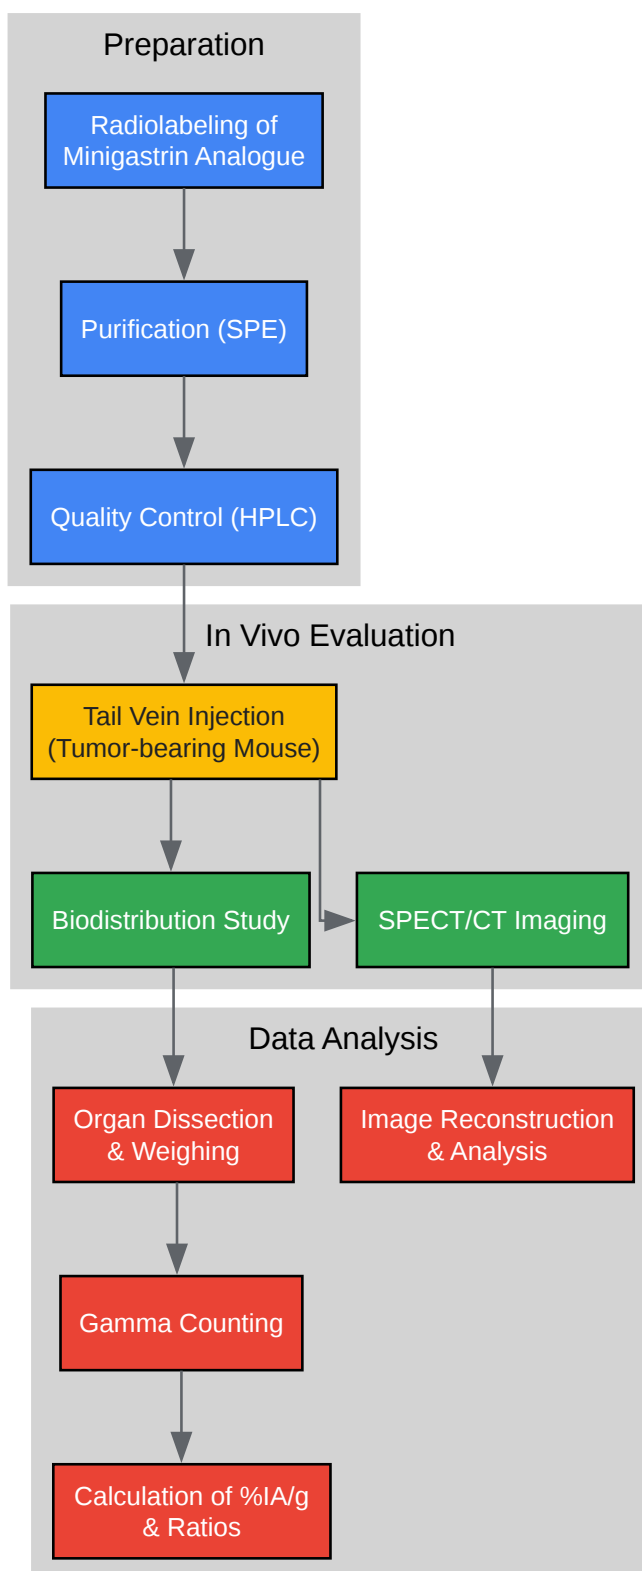 Preparation
Radiolabeling of
Minigastrin Analogue
Purification (SPE)
Quality Control (HPLC)
In Vivo Evaluation
Tail Vein Injection
(Tumor-bearing Mouse)
Biodistribution Study
SPECT/CT Imaging
Data Analysis
Organ Dissection
& Weighing
Image Reconstruction
& Analysis
Gamma Counting
Calculation of %IA/g
& Ratios